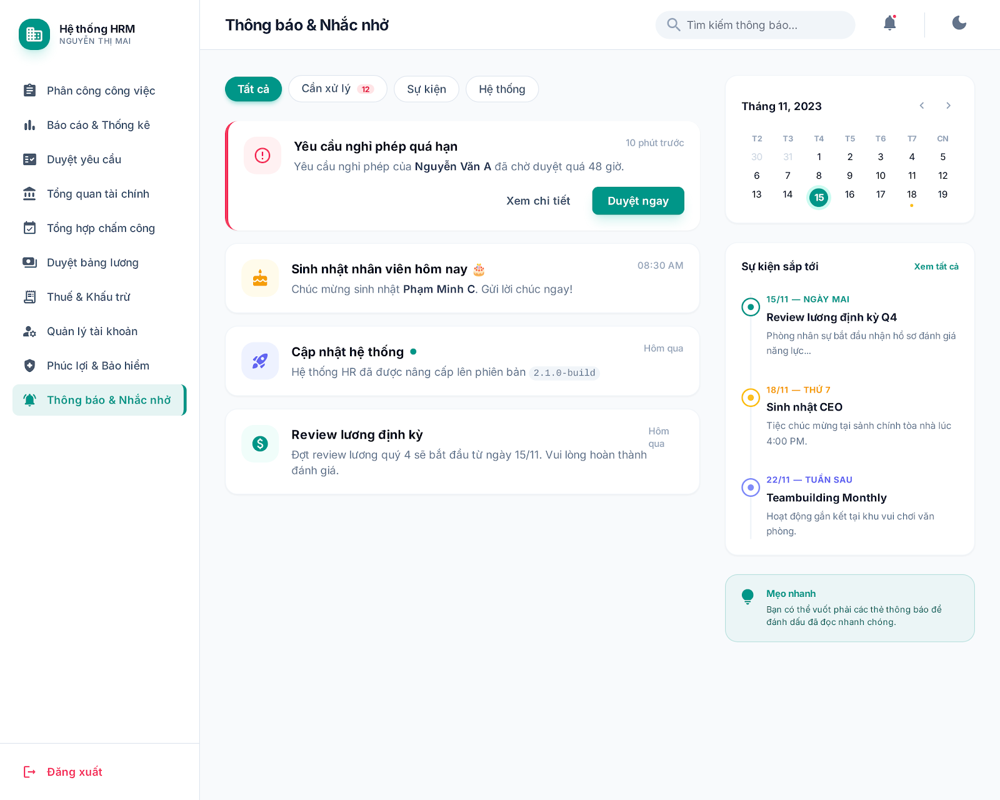 Hệ thống HRM
NGUYỄN THỊ MAI
Phân công công việc
Báo cáo & Thống kê
Duyệt yêu cầu
Tổng quan tài chính
Tổng hợp chấm công
Duyệt bảng lương
Thuế & Khấu trừ
Quản lý tài khoản
Phúc lợi & Bảo hiểm
Thông báo & Nhắc nhở
Đăng xuất
Thông báo & Nhắc nhở
Tìm kiếm thông báo...
Tất cả
Cần xử lý 12
Sự kiện
Hệ thống
Yêu cầu nghỉ phép quá hạn
10 phút trước
Yêu cầu nghỉ phép của Nguyễn Văn A đã chờ duyệt quá 48 giờ.
Xem chi tiết
Duyệt ngay
Sinh nhật nhân viên hôm nay 🎂
08:30 AM
Chúc mừng sinh nhật Phạm Minh C. Gửi lời chúc ngay!
Cập nhật hệ thống
Hôm qua
Hệ thống HR đã được nâng cấp lên phiên bản 2.1.0-build
Review lương định kỳ
Hôm
qua
Đợt review lương quý 4 sẽ bắt đầu từ ngày 15/11. Vui lòng hoàn thành
đánh giá.
Tháng 11, 2023
T2 T3 T4 T5 T6 T7 CN
30 31 1 2 3 4 5
6 7 8 9 10 11 12
13 14 15 16 17 18 19
Sự kiện sắp tới
Xem tất cả
15/11 — NGÀY MAI
Review lương định kỳ Q4
Phòng nhân sự bắt đầu nhận hồ sơ đánh giá
năng lực...
18/11 — THỨ 7
Sinh nhật CEO
Tiệc chúc mừng tại sảnh chính tòa nhà lúc
4:00 PM.
22/11 — TUẦN SAU
Teambuilding Monthly
Hoạt động gắn kết tại khu vui chơi văn
phòng.
Mẹo nhanh
Bạn có thể vuốt phải các thẻ thông báo để
đánh dấu đã đọc nhanh chóng.